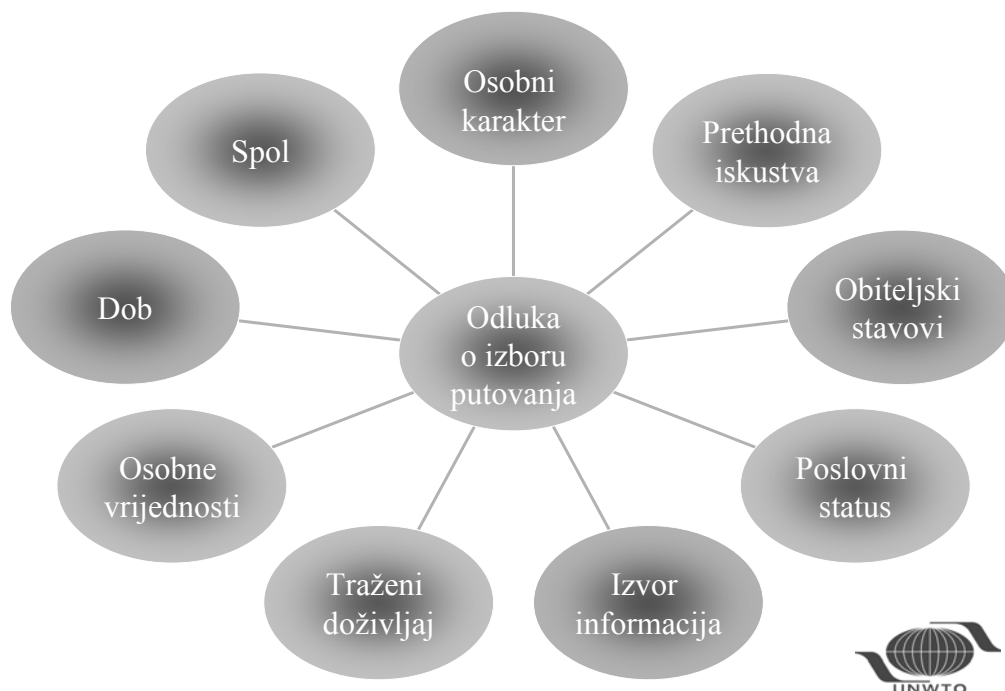 Osobni
karakter
Prethodna
iskustva
Obiteljski
stavovi
Poslovni
status
Izvor
informacija
Traženi
doživljaj
Osobne
vrijednosti
Dob
Spol
Odluka
o izboru
putovanja
UNWTO